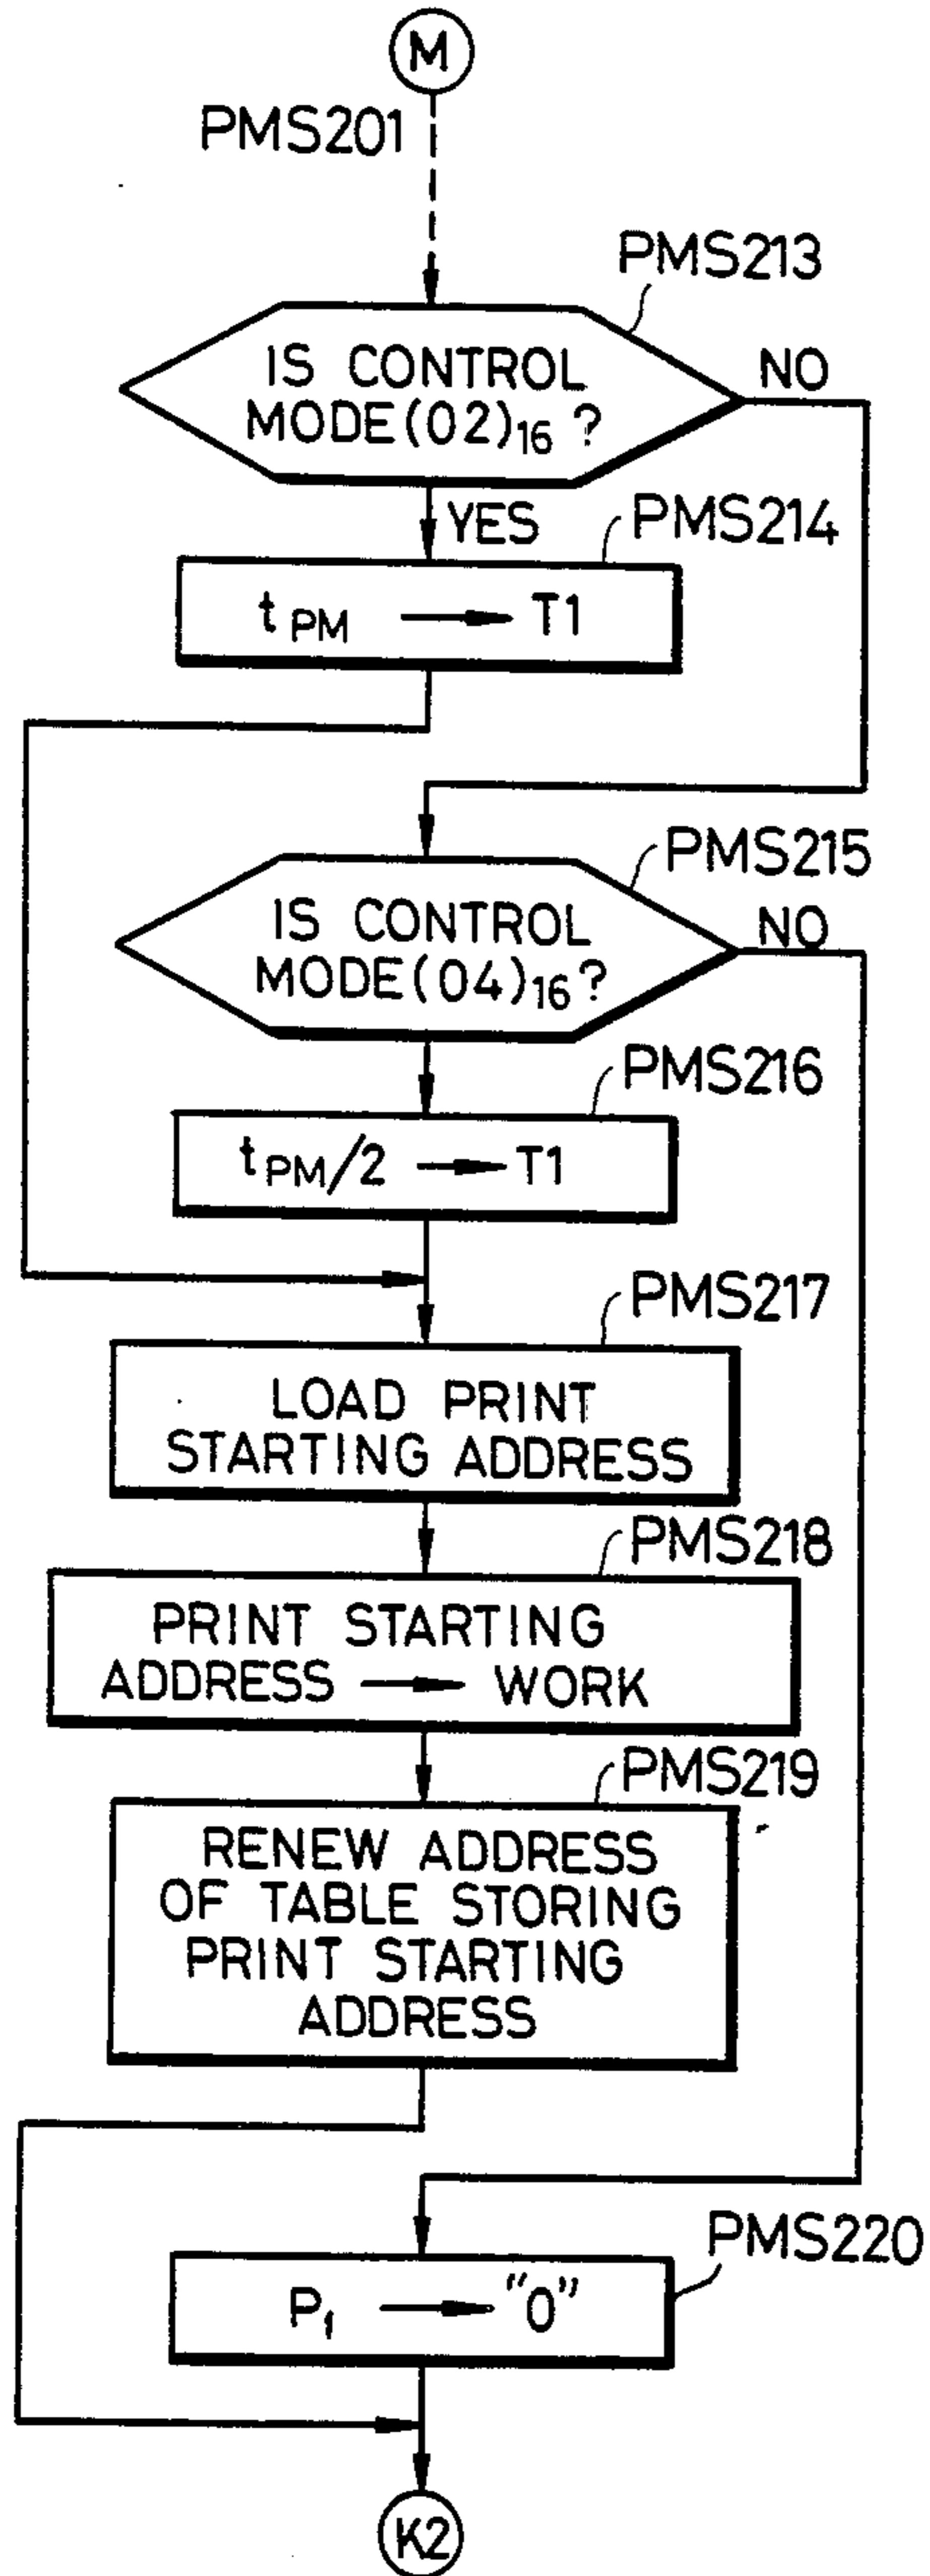 M
PMS201
PMS213
IS CONTROL
MODE(02)₁₆ ?
NO
YES
PMS214
t PM → T1
PMS215
IS CONTROL
MODE(04)₁₆ ?
NO
PMS216
t PM/2 → T1
PMS217
LOAD PRINT
STARTING ADDRESS
PMS218
PRINT STARTING
ADDRESS → WORK
PMS219
RENEW ADDRESS
OF TABLE STORING
PRINT STARTING
ADDRESS
PMS220
P₁ → "0"
K2